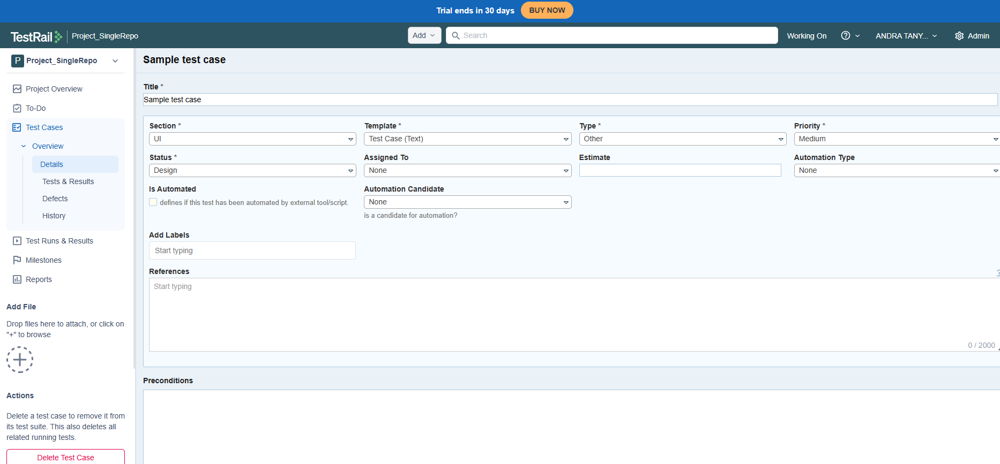 Trial ends in 30 days
BUY NOW
TestRail
Project_SingleRepo
Add
Search
Working On
ANDRA TANY...
Admin
P
Project_SingleRepo
Project Overview
To-Do
Test Cases
Overview
Details
Tests & Results
Defects
History
Test Runs & Results
Milestones
Reports
Add File
Drop files here to attach, or click on
"+" to browse
Actions
Delete a test case to remove it from
its test suite. This also deletes all
related running tests.
Delete Test Case
Sample test case
Title *
Sample test case
Section *
Template *
Type *
Priority *
UI
Test Case (Text)
Other
Medium
Status *
Assigned To
Estimate
Automation Type
Design
None
None
Is Automated
Automation Candidate
defines if this test has been automated by external tool/script.
None
is a candidate for automation?
Add Labels
Start typing
References
?
Start typing
0 / 2000
Preconditions